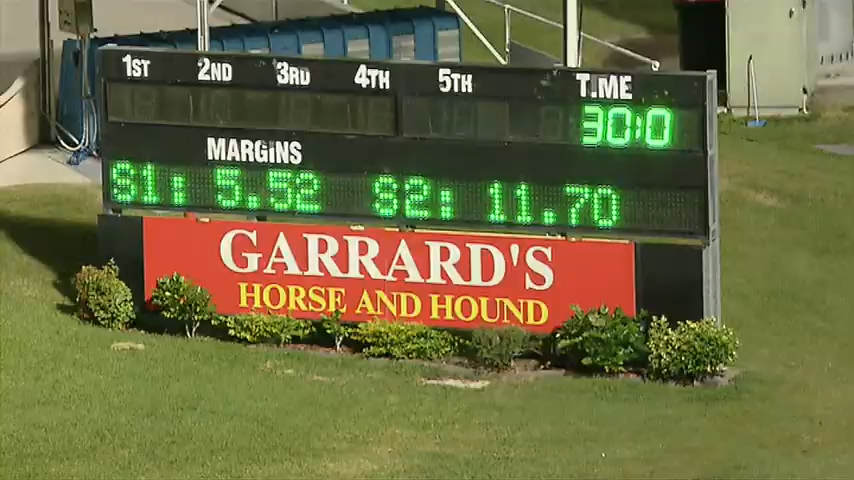 1ST 2ND 3RD 4TH 5TH TIME
30:0
MARGINS
S1: 5.52 S2: 11.70
GARRARD'S
HORSE AND HOUND